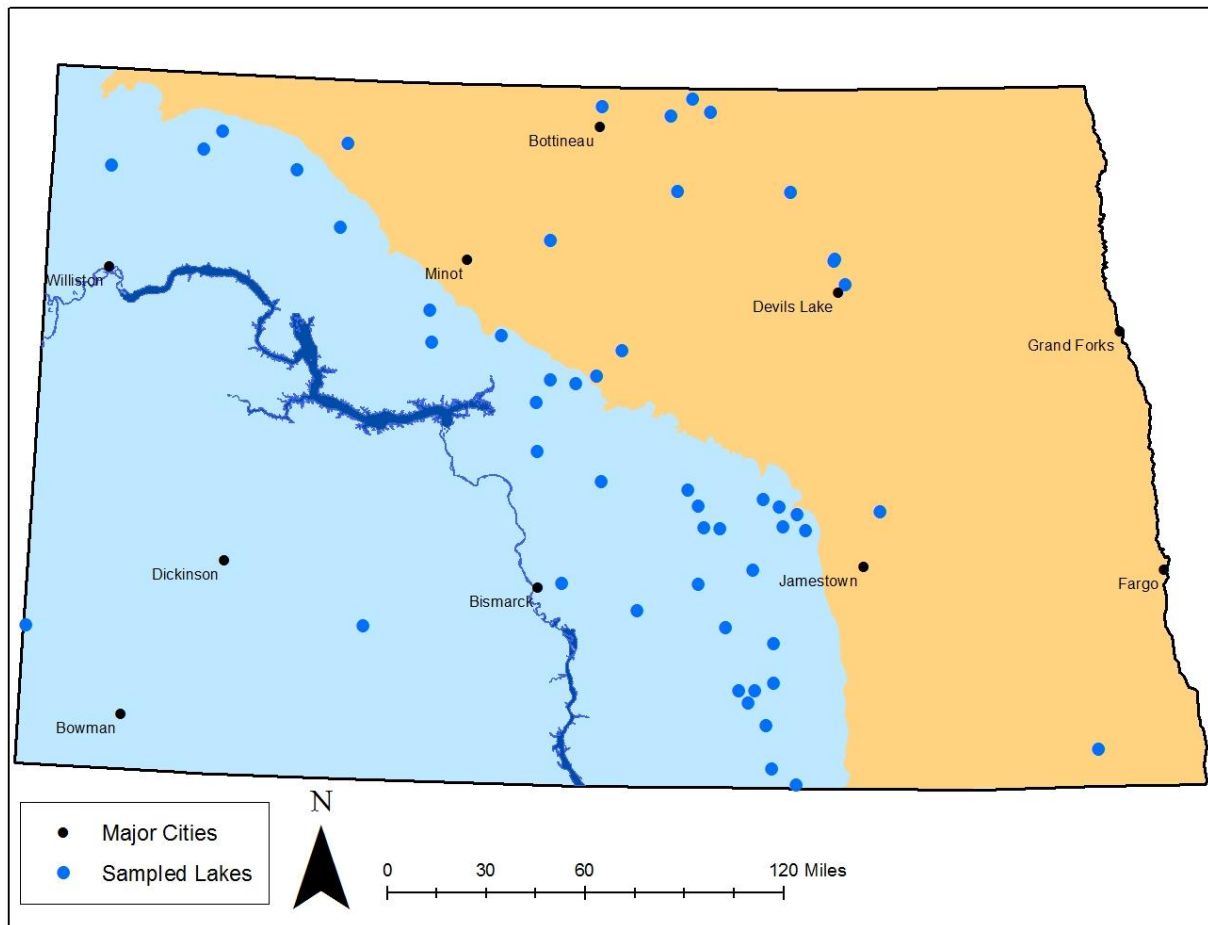 Bottineau
Williston
Minot
Devils Lake
Grand Forks
Dickinson
Bismarck
Jamestown
Fargo
Bowman
N
Major Cities
Sampled Lakes
0 30 60 120 Miles